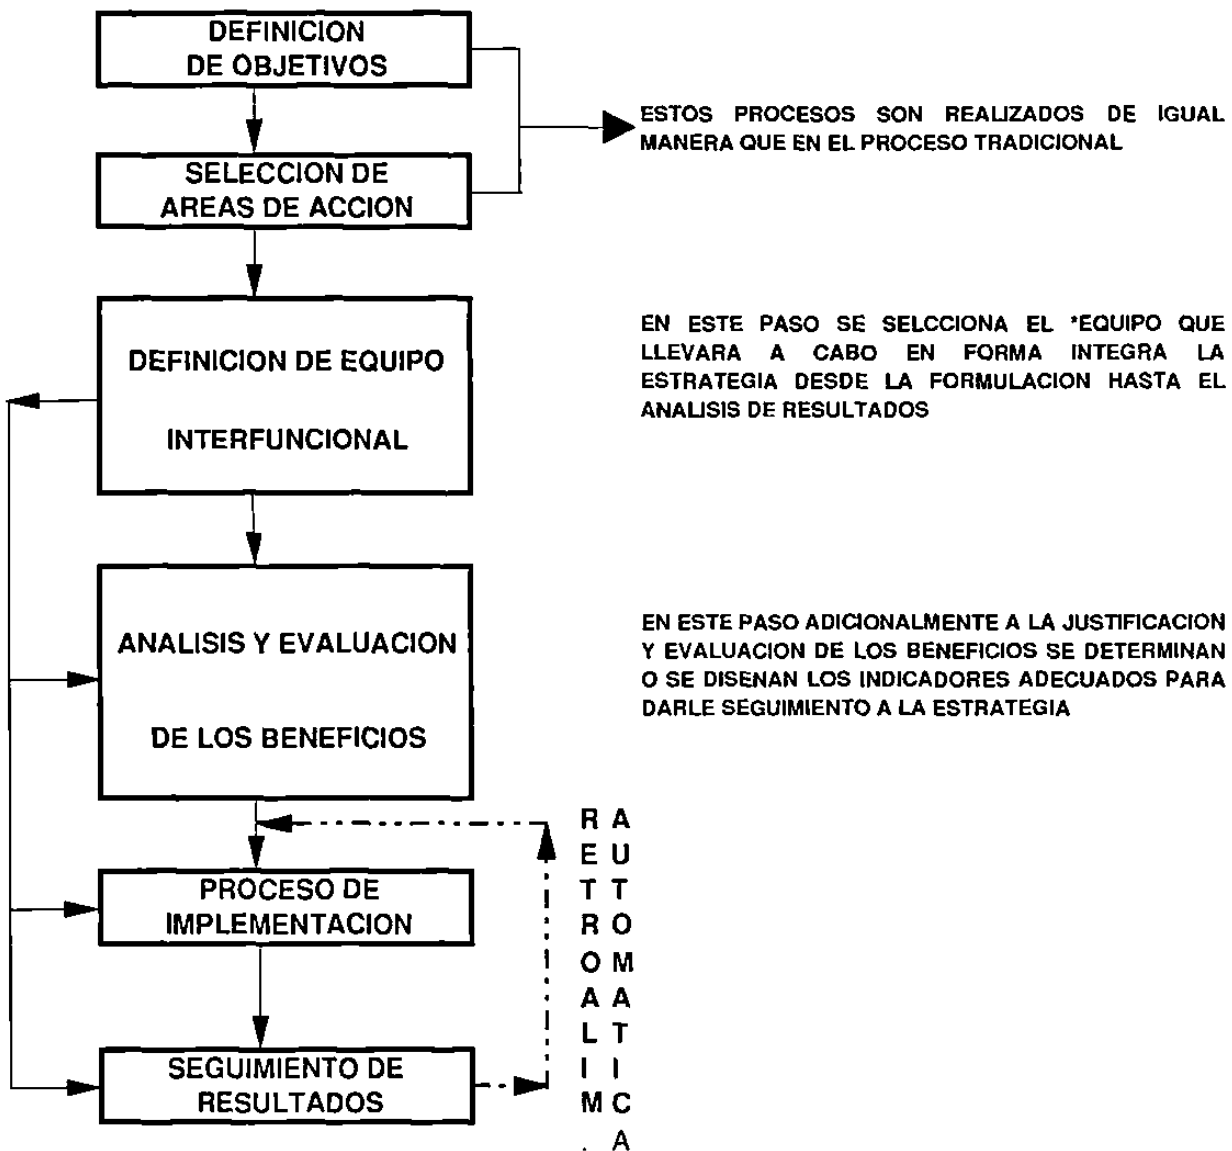 DEFINICION
DE OBJETIVOS
ESTOS PROCESOS SON REALIZADOS DE IGUAL
MANERA QUE EN EL PROCESO TRADICIONAL
SELECCION DE
AREAS DE ACCION
DEFINICION DE EQUIPO
INTERFUNCIONAL
EN ESTE PASO SE SELCCIONA EL *EQUIPO QUE
LLEVARA A CABO EN FORMA INTEGRA LA
ESTRATEGIA DESDE LA FORMULACION HASTA EL
ANALISIS DE RESULTADOS
ANALISIS Y EVALUACION
DE LOS BENEFICIOS
EN ESTE PASO ADICIONALMENTE A LA JUSTIFICACION
Y EVALUACION DE LOS BENEFICIOS SE DETERMINAN
O SE DISENAN LOS INDICADORES ADECUADOS PARA
DARLE SEGUIMIENTO A LA ESTRATEGIA
PROCESO DE
IMPLEMENTACION
SEGUIMIENTO DE
RESULTADOS
RETROALIM.
AUTOMATICA